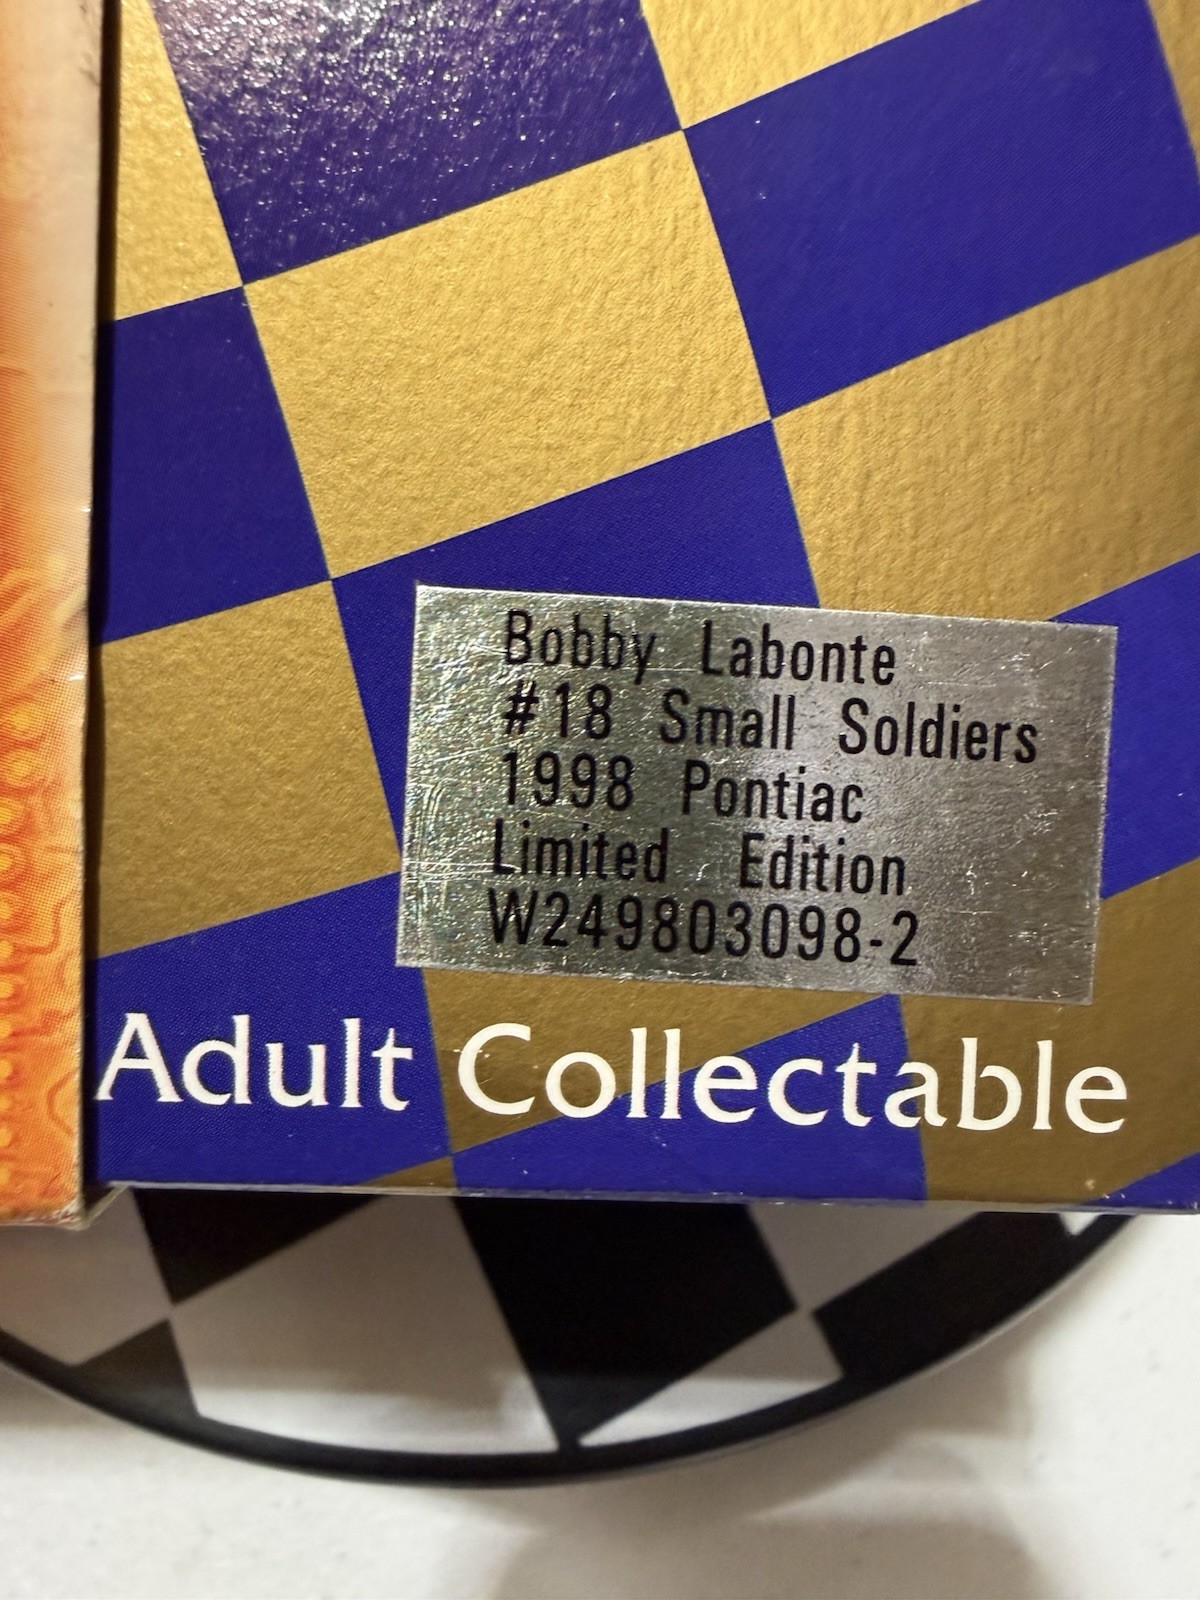 Bobby Labonte
#18 Small Soldiers
1998 Pontiac
Limited Edition
W249803098-2
Adult Collectable